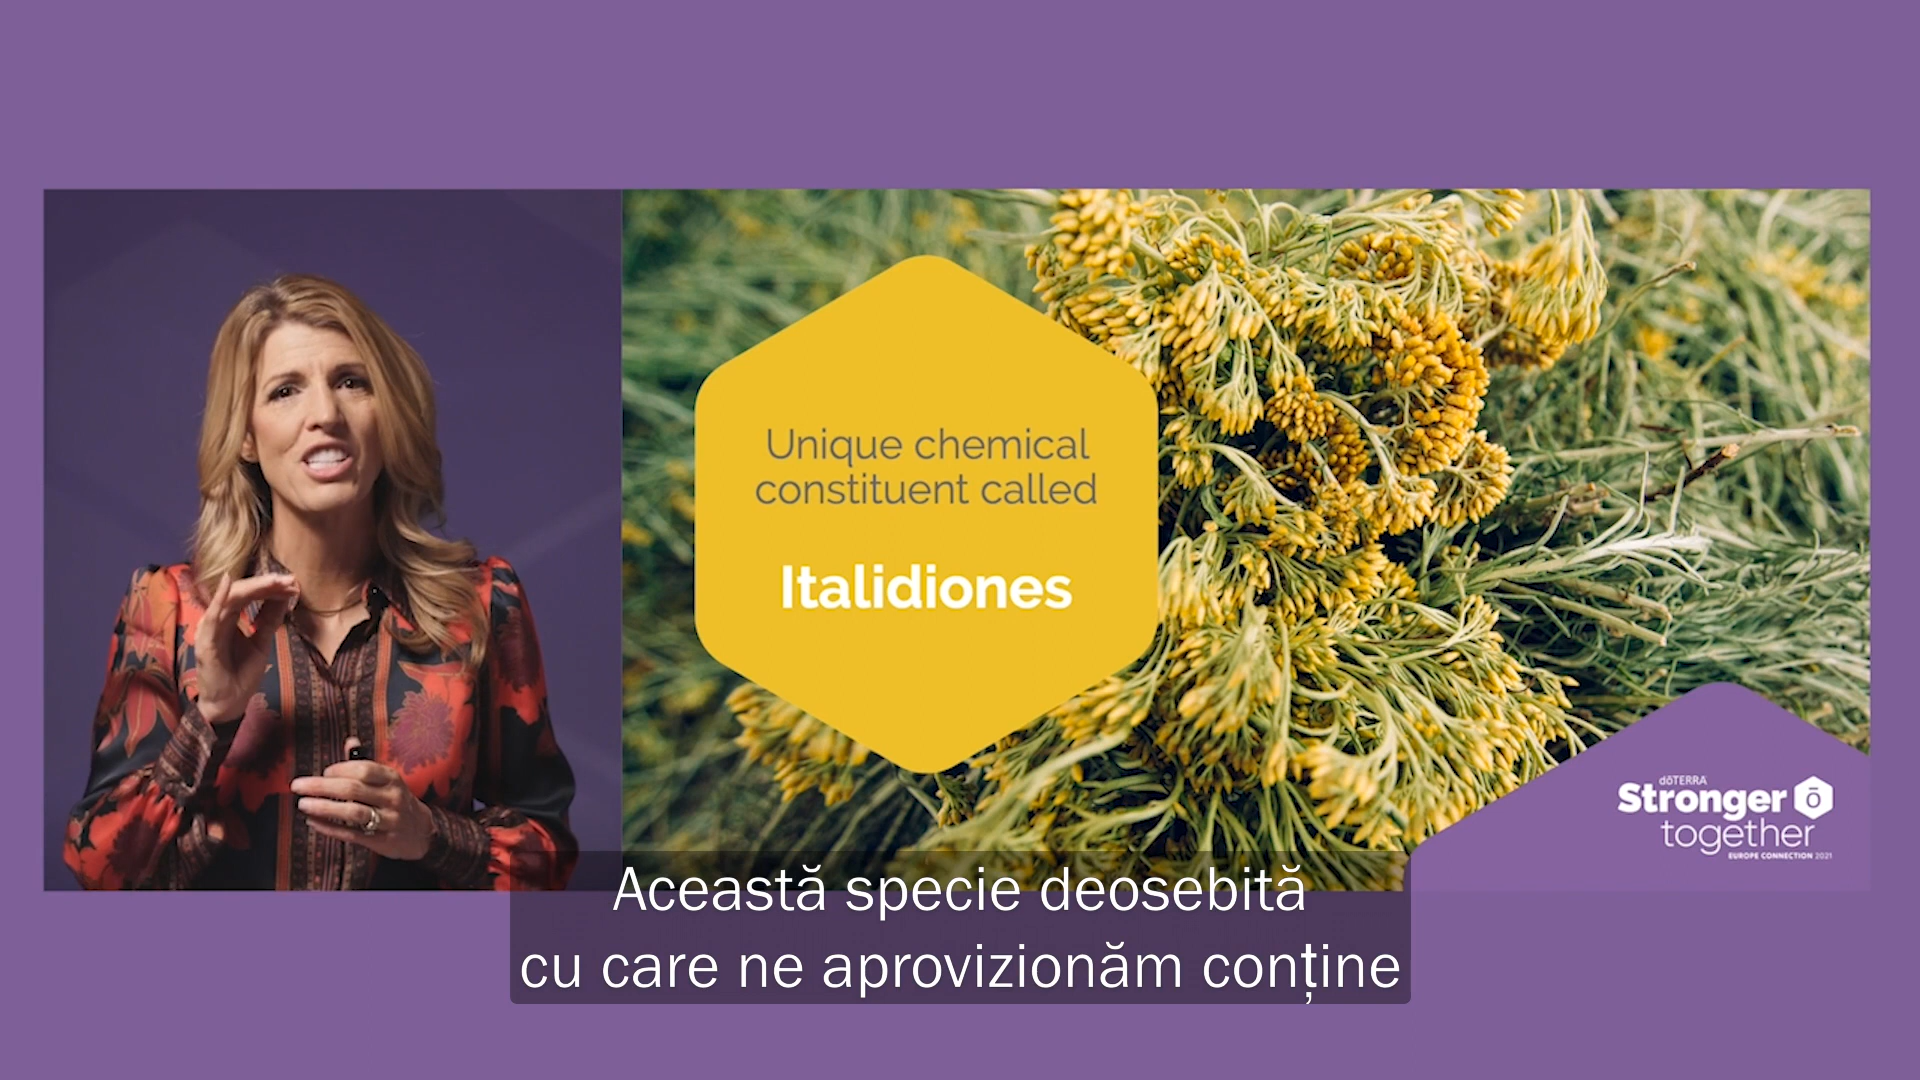 Unique chemical
constituent called
Italidiones
dōTERRA
Stronger ō
together
EUROPE CONNECTION 2021
Această specie deosebită
cu care ne aprovizionăm conține